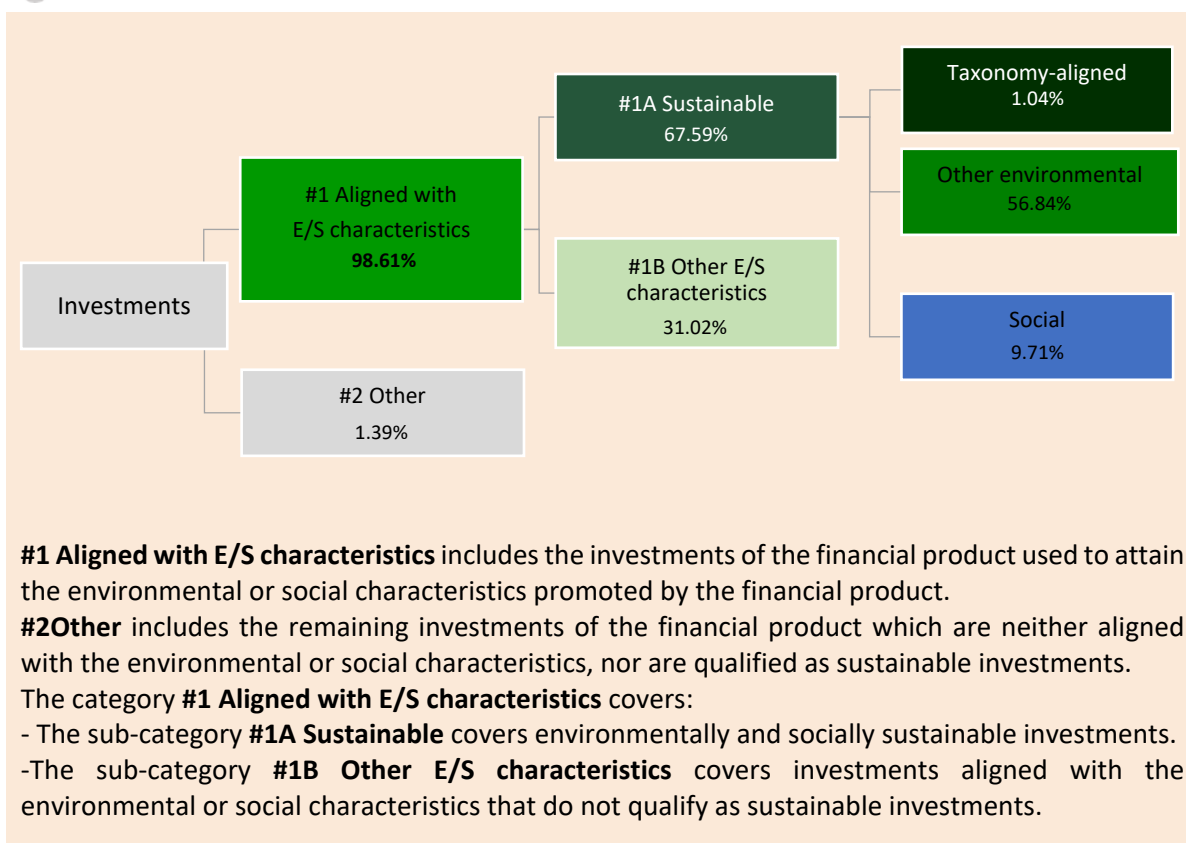 Taxonomy-aligned
1.04%
#1A Sustainable
67.59%
Other environmental
56.84%
#1 Aligned with
E/S characteristics
98.61%
#1B Other E/S
characteristics
31.02%
Investments
Social
9.71%
#2 Other
1.39%
#1 Aligned with E/S characteristics includes the investments of the financial product used to attain
the environmental or social characteristics promoted by the financial product.
#2Other includes the remaining investments of the financial product which are neither aligned
with the environmental or social characteristics, nor are qualified as sustainable investments.
The category #1 Aligned with E/S characteristics covers:
- The sub-category #1A Sustainable covers environmentally and socially sustainable investments.
-The sub-category #1B Other E/S characteristics covers investments aligned with the
environmental or social characteristics that do not qualify as sustainable investments.